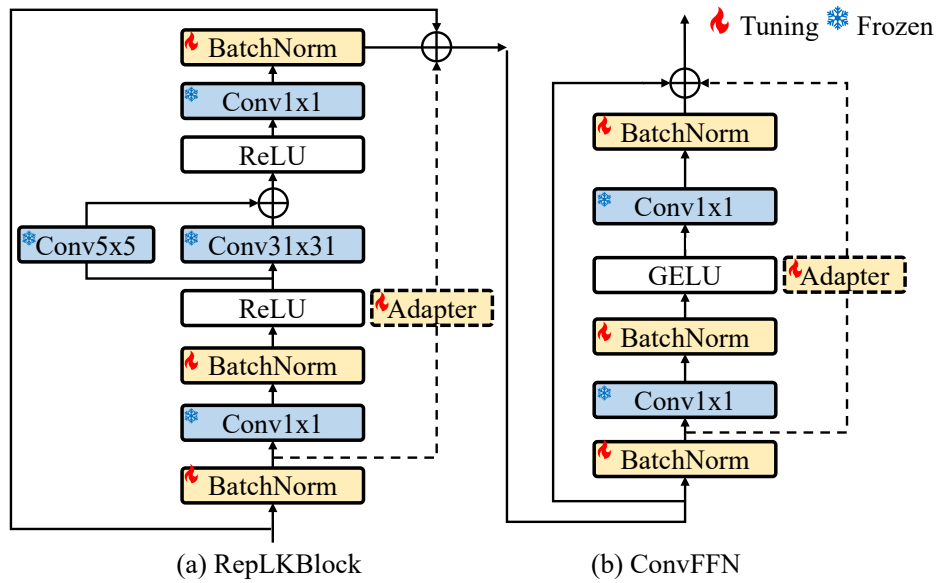 Tuning Frozen
BatchNorm
Conv1x1
ReLU
Conv5x5
Conv31x31
ReLU
Adapter
BatchNorm
Conv1x1
BatchNorm
(a) RepLKBlock
BatchNorm
Conv1x1
GELU
Adapter
BatchNorm
Conv1x1
BatchNorm
(b) ConvFFN